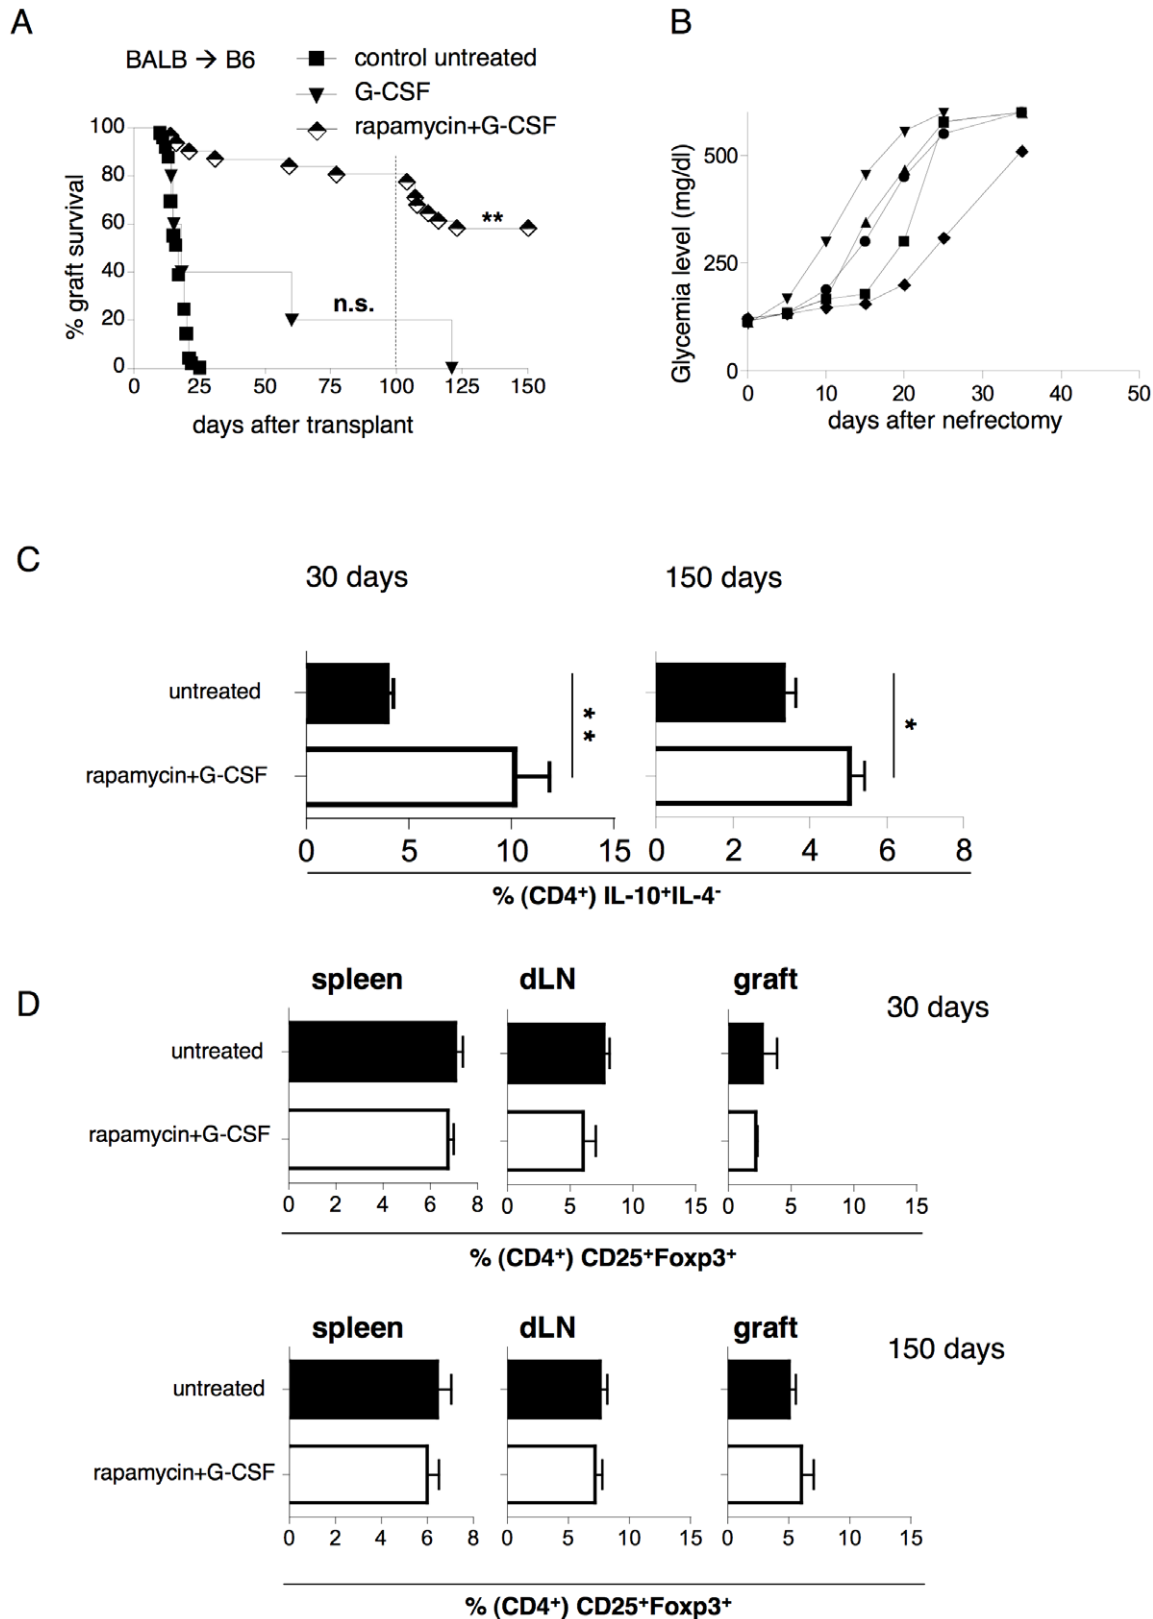 A
BALB → B6
control untreated
G-CSF
rapamycin+G-CSF
% graft survival
100
80
60
40
20
0
**
n.s.
0 25 50 75 100 125 150
days after transplant
B
Glycemia level (mg/dl)
500
250
0
0 10 20 30 40 50
days after nefrectomy
C
30 days
150 days
untreated
rapamycin+G-CSF
**
*
0 5 10 15
0 2 4 6 8
% (CD4⁺) IL-10⁺IL-4⁻
D
spleen dLN graft
30 days
untreated
rapamycin+G-CSF
0 2 4 6 8
0 5 10 15
0 5 10 15
% (CD4⁺) CD25⁺Foxp3⁺
spleen dLN graft
150 days
untreated
rapamycin+G-CSF
0 2 4 6 8
0 5 10 15
0 5 10 15
% (CD4⁺) CD25⁺Foxp3⁺